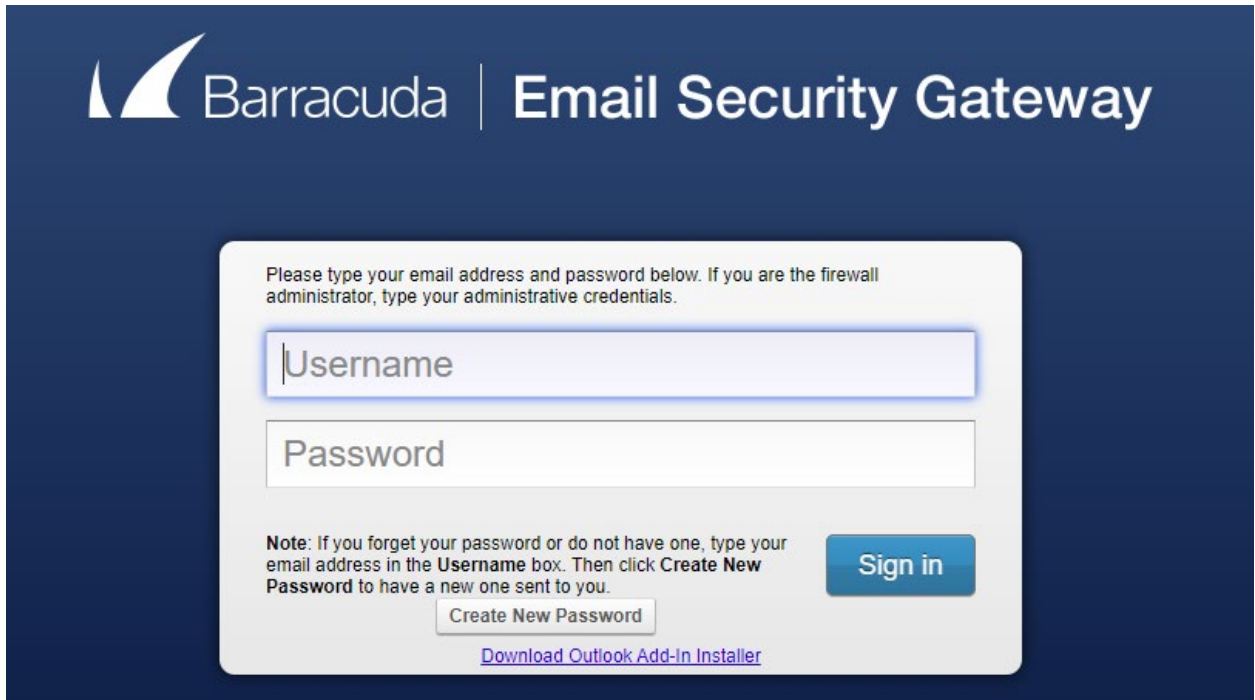 Barracuda | Email Security Gateway
Please type your email address and password below. If you are the firewall
administrator, type your administrative credentials.
Username
Password
Note: If you forget your password or do not have one, type your
email address in the Username box. Then click Create New
Password to have a new one sent to you.
Sign in
Create New Password
Download Outlook Add-In Installer